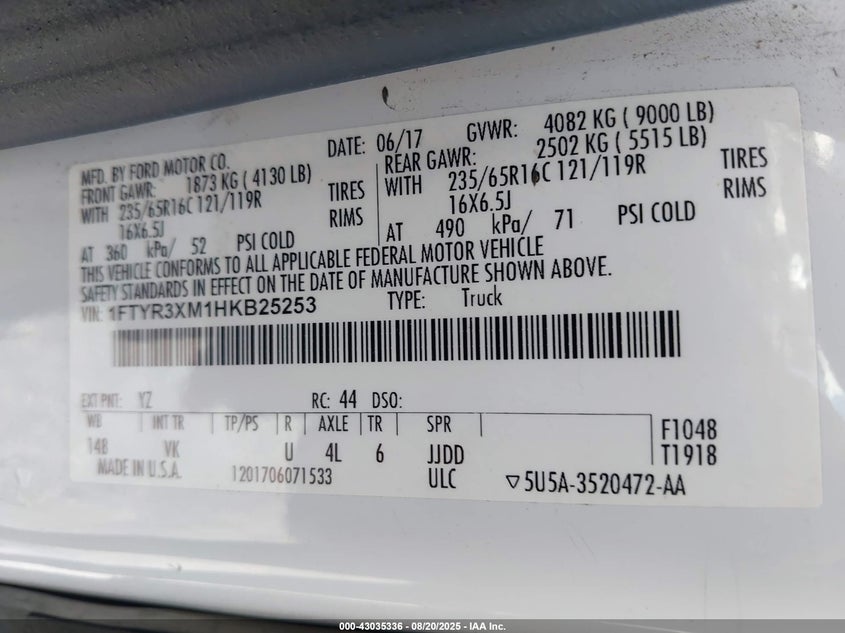 MFD. BY FORD MOTOR CO. DATE: 06/17 GVWR: 4082 KG ( 9000 LB)
FRONT GAWR: 1873 KG ( 4130 LB) REAR GAWR: 2502 KG ( 5515 LB)
WITH 235/65R16C 121/119R TIRES WITH 235/65R16C 121/119R TIRES
16X6.5J RIMS 16X6.5J RIMS
AT 360 kPa/ 52 PSI COLD AT 490 kPa/ 71 PSI COLD
THIS VEHICLE CONFORMS TO ALL APPLICABLE FEDERAL MOTOR VEHICLE
SAFETY STANDARDS IN EFFECT ON THE DATE OF MANUFACTURE SHOWN ABOVE.
VIN: 1FTYR3XM1HKB25253 TYPE: Truck
EXT PNT: YZ RC: 44 DSO:
WB INT TR TP/PS R AXLE TR SPR F1048
148 VK U 4L 6 JJDD T1918
MADE IN U.S.A. 1201706071533 ULC ▽5U5A-3520472-AA
000-43035336 - 08/20/2025 - IAA Inc.